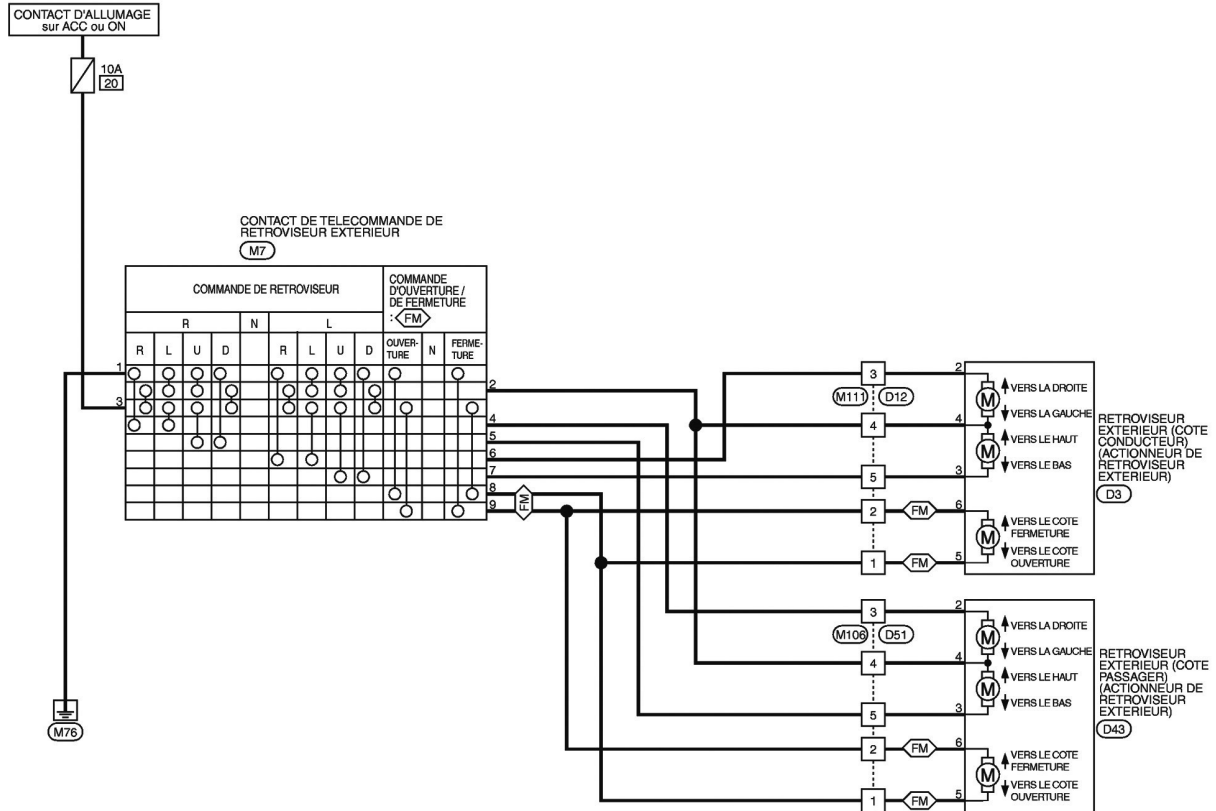 CONTACT D'ALLUMAGE
sur ACC ou ON
10A
20
CONTACT DE TELECOMMANDE DE
RETROVISEUR EXTERIEUR
M7
COMMANDE DE RETROVISEUR
COMMANDE
D'OUVERTURE /
DE FERMETURE
: FM
R N L
R L U D R L U D
OUVER-
TURE
N
FERME-
TURE
1
3
2
4
5
6
7
8
9
FM
M76
3
M111 D12
4
5
2 FM
1 FM
2
4
3
6
5
M
VERS LA DROITE
VERS LA GAUCHE
M
VERS LE HAUT
VERS LE BAS
M
VERS LE COTE
FERMETURE
VERS LE COTE
OUVERTURE
RETROVISEUR
EXTERIEUR (COTE
CONDUCTEUR)
(ACTIONNEUR DE
RETROVISEUR
EXTERIEUR)
D3
3
M106 D51
4
5
2 FM
1 FM
2
4
3
6
5
M
VERS LA DROITE
VERS LA GAUCHE
M
VERS LE HAUT
VERS LE BAS
M
VERS LE COTE
FERMETURE
VERS LE COTE
OUVERTURE
RETROVISEUR
EXTERIEUR (COTE
PASSAGER)
(ACTIONNEUR DE
RETROVISEUR
EXTERIEUR)
D43